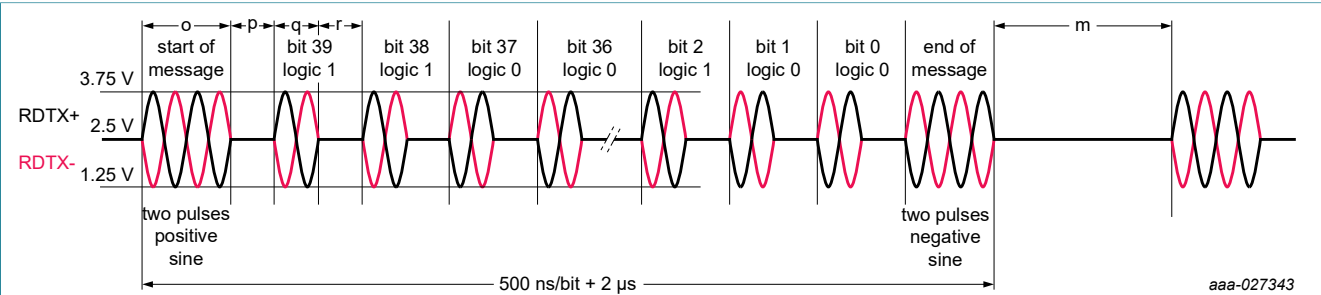 o
p
q
r
m
start of
message
bit 39
logic 1
bit 38
logic 1
bit 37
logic 0
bit 36
logic 0
bit 2
logic 1
bit 1
logic 0
bit 0
logic 0
end of
message
3.75 V
RDTX+
2.5 V
RDTX-
1.25 V
two pulses
positive
sine
two pulses
negative
sine
500 ns/bit + 2 μs
aaa-027343